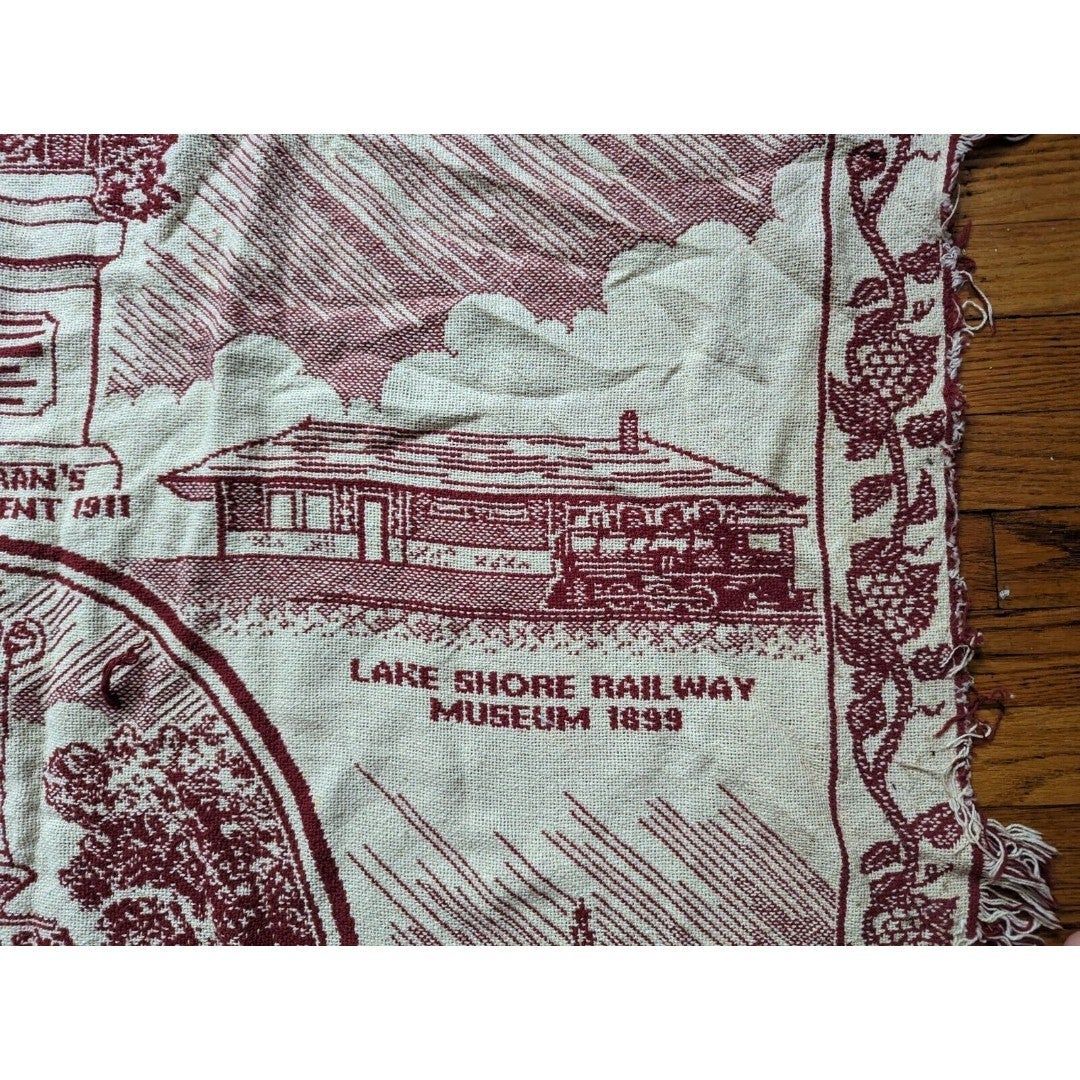 RAN'S
ENT 1911
LAKE SHORE RAILWAY
MUSEUM 1899